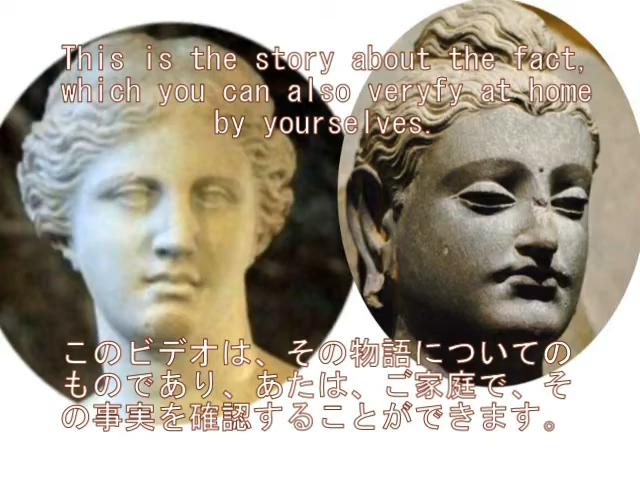 This is the story about the fact,
which you can also veryfy at home
by yourselves.
このビデオは、その物語についての
ものであり、あたは、ご家庭で、そ
の事実を確認することができます。